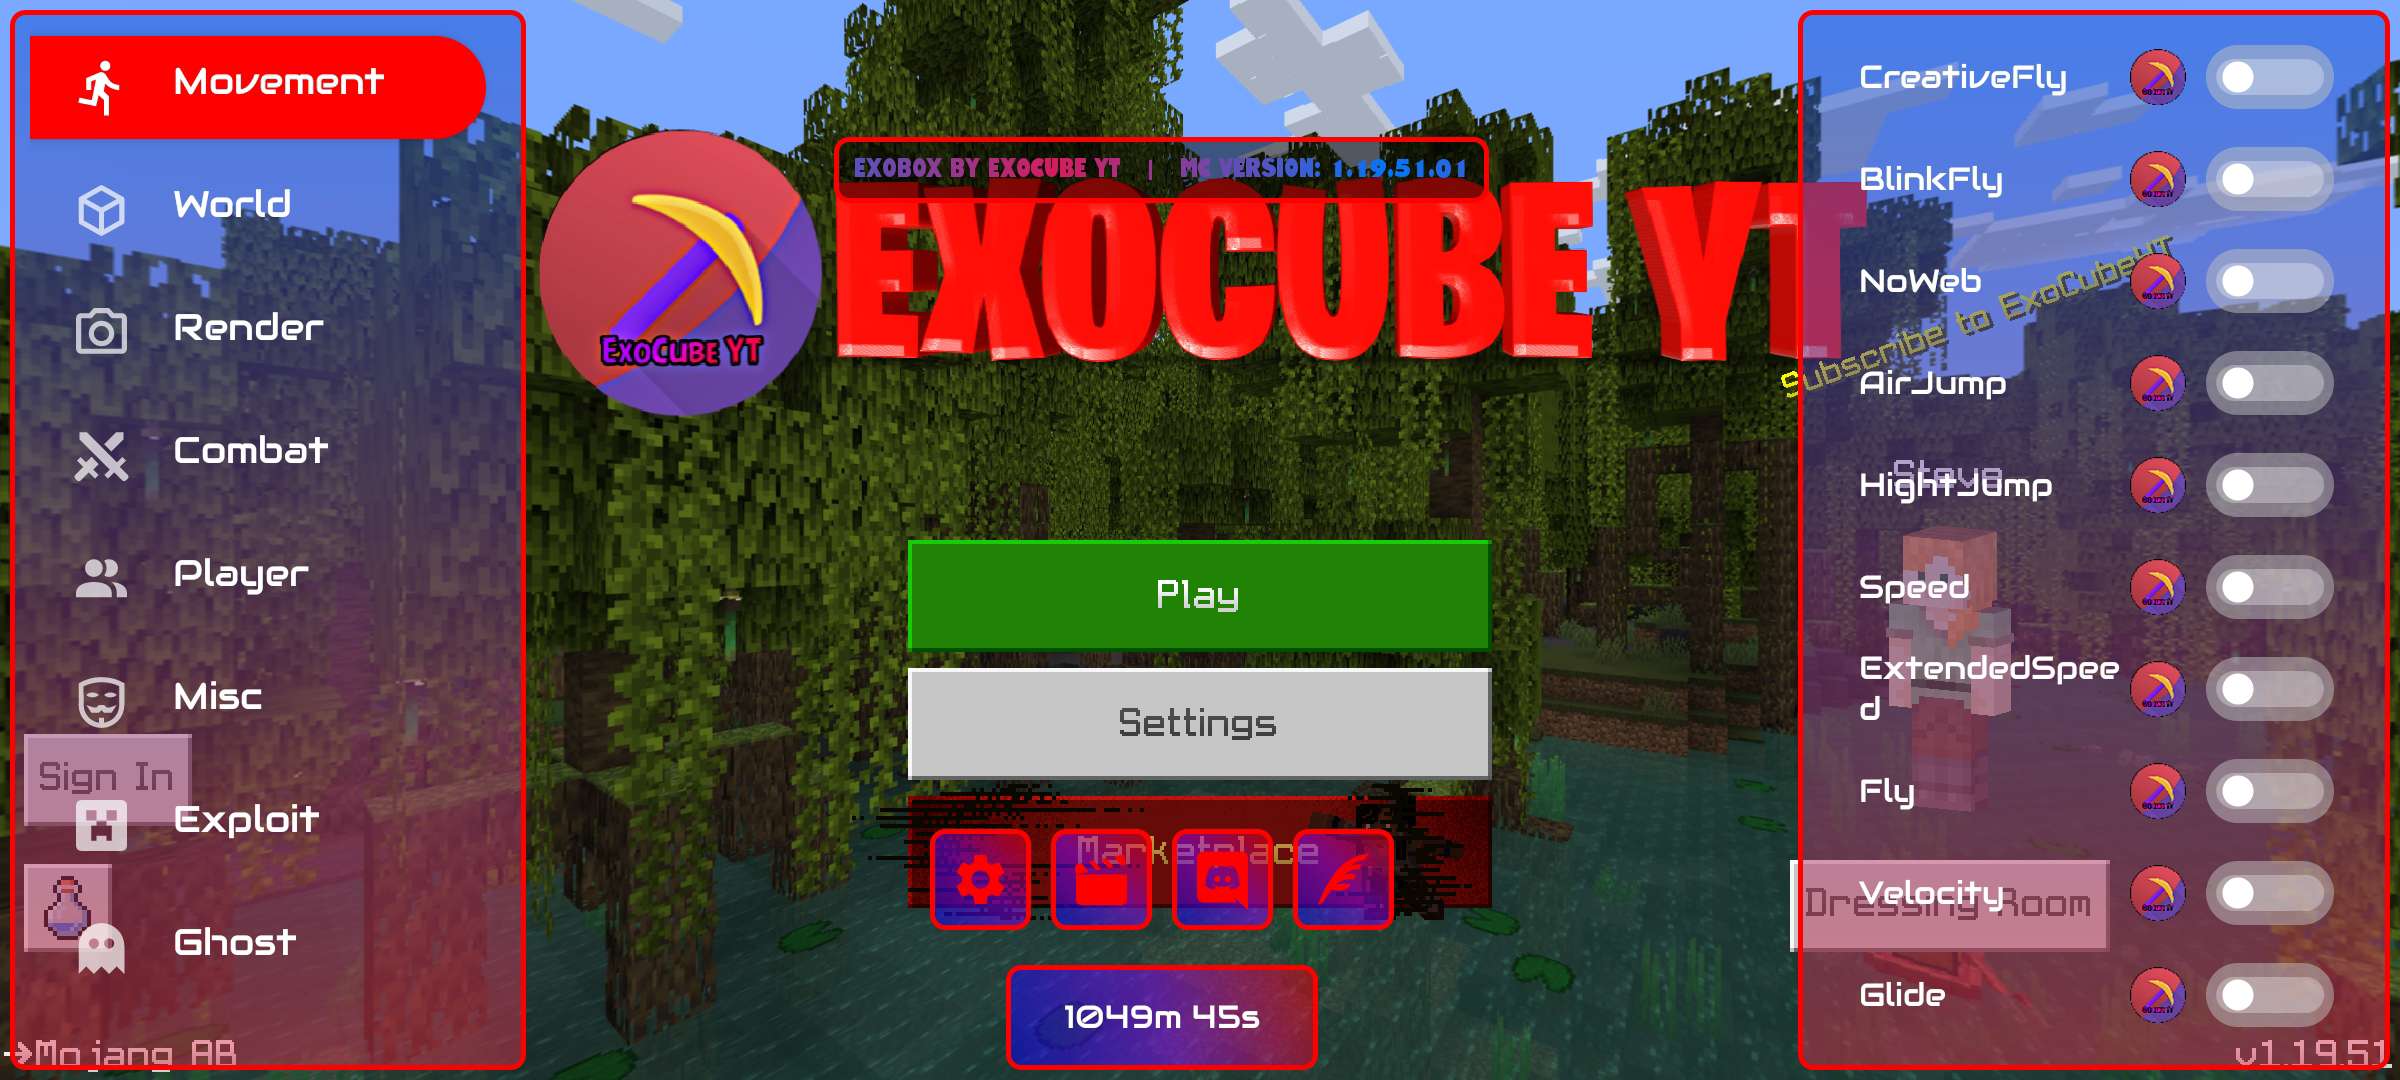 Movement
World
Render
Combat
Player
Misc
Sign In
Exploit
Ghost
Mojang AB
EXOCUBE YT
EXOBOX BY EXOCUBE YT | MC VERSION: 1.19.51.01
EXOCUBE YT
Subscribe to ExoCubeYT
Play
Settings
Marketplace
1049m 45s
CreativeFly
BlinkFly
NoWeb
AirJump
Steve
HightJump
Speed
ExtendedSpee
d
Fly
Velocity
Dressing Room
Glide
v1.19.51